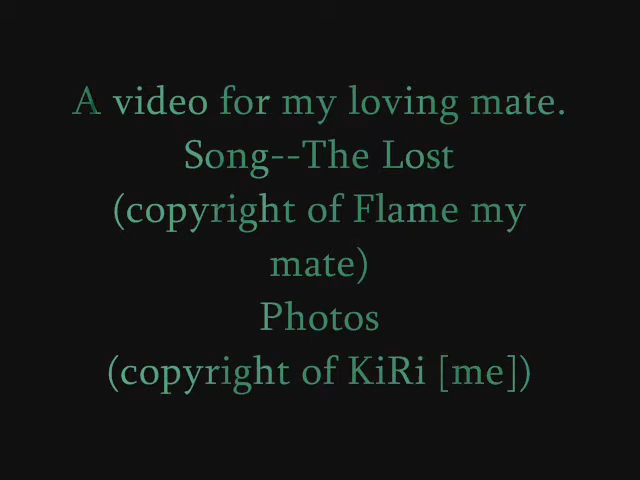 A video for my loving mate.
Song--The Lost
(copyright of Flame my
mate)
Photos
(copyright of KiRi [me])